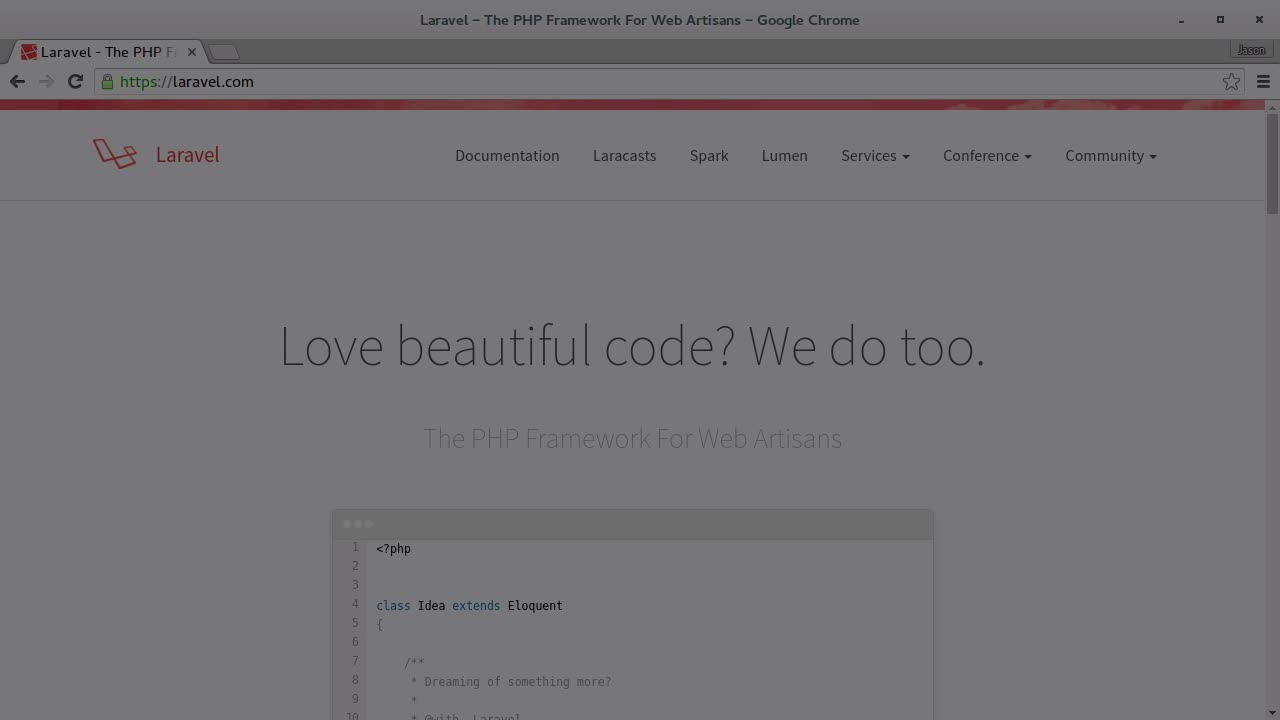 Laravel - The PHP Framework For Web Artisans - Google Chrome
Laravel - The PHP F
Jason
https://laravel.com
Laravel
Documentation
Laracasts
Spark
Lumen
Services
Conference
Community
Love beautiful code? We do too.
The PHP Framework For Web Artisans
1 <?php
2
3
4 class Idea extends Eloquent
5 {
6
7 /**
8 * Dreaming of something more?
9 *
10 * @with Laravel